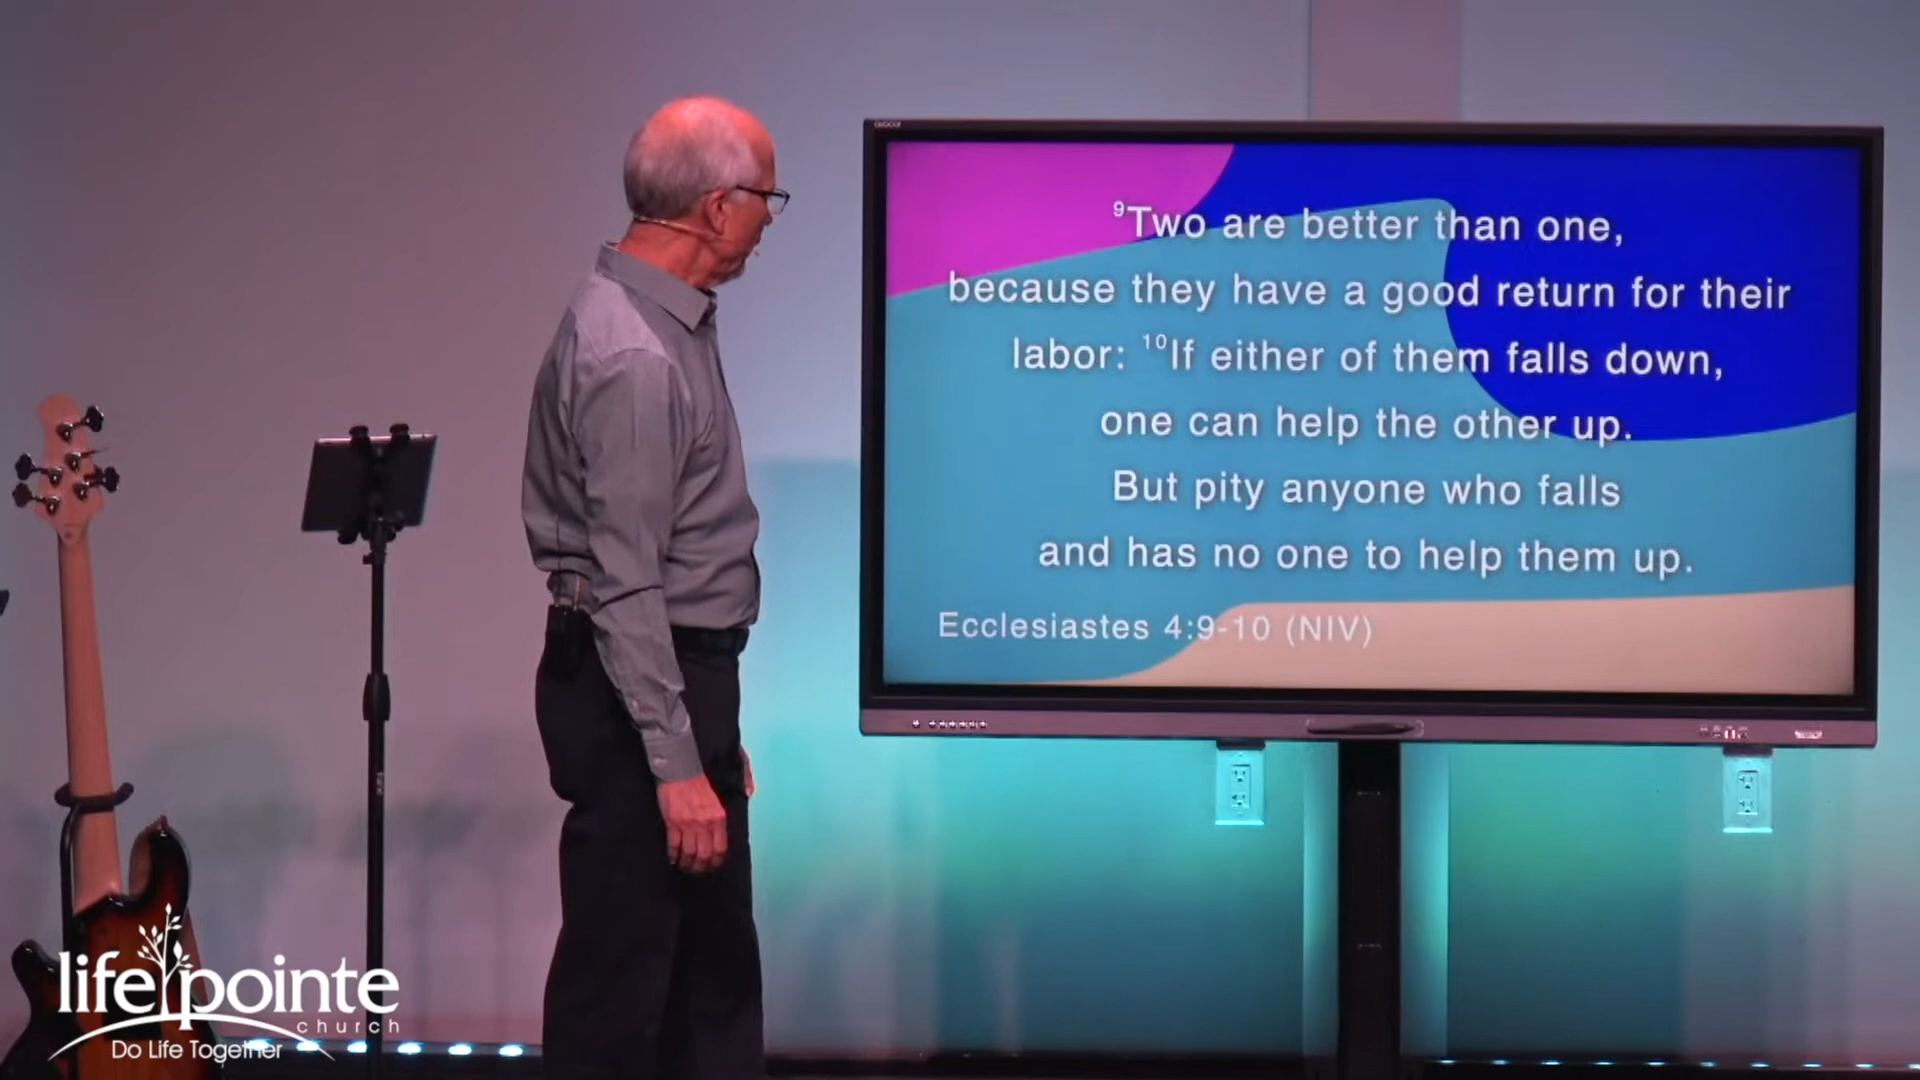 ⁹Two are better than one,
because they have a good return for their
labor: ¹⁰If either of them falls down,
one can help the other up.
But pity anyone who falls
and has no one to help them up.
Ecclesiastes 4:9-10 (NIV)
life pointe
church
Do Life Together